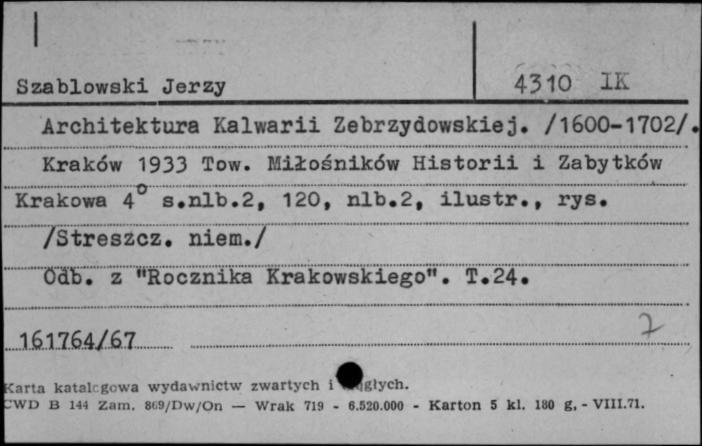 Szablowski Jerzy
4310 IK
Architektura Kalwarii Zebrzydowskiej. /1600-1702/.
Kraków 1933 Tow. Miłośników Historii i Zabytków
Krakowa 4° s.nlb.2, 120, nlb.2, ilustr., rys.
/Streszcz. niem./
Odb. z "Rocznika Krakowskiego". T.24.
161764/67
7
Karta katalogowa wydawnictw zwartych i
CWD B 144 Zam. 869/Dw/On — Wrak 719 - 6.520.000 - Karton 5 kl. 180 g. - VIII.71.